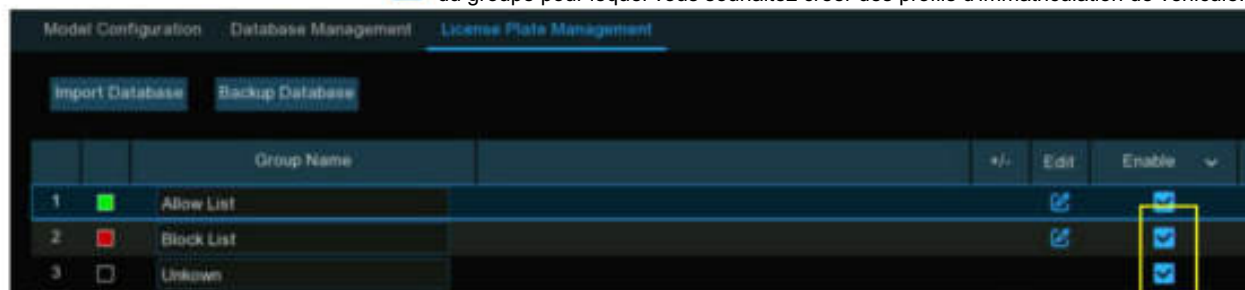 du groupe pour lequel vous souhaitez créer des profils d'immatriculation de véhicule.
Model Configuration Database Management License Plate Management
Import Database Backup Database
Group Name +/- Edit Enable
1 Allow List
2 Block List
3 Unkown